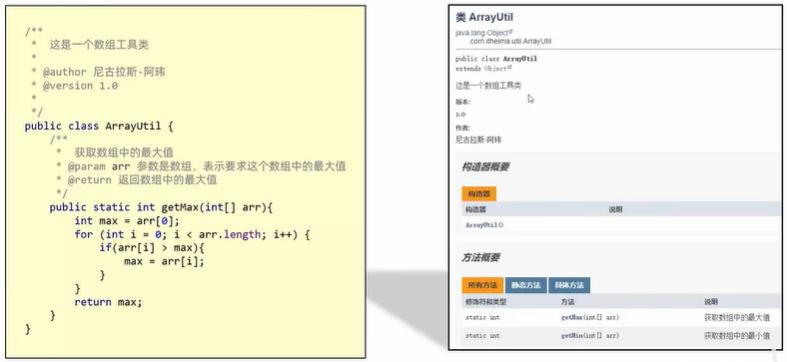 /**
 *  这是一个数组工具类
 *
 * @author 尼古拉斯·阿玮
 * @version 1.0
 *
 */
public class ArrayUtil {
    /**
     *  获取数组中的最大值
     * @param arr 参数是数组，表示要求这个数组中的最大值
     * @return 返回数组中的最大值
     */
    public static int getMax(int[] arr){
        int max = arr[0];
        for (int i = 0; i < arr.length; i++) {
            if(arr[i] > max){
                max = arr[i];
            }
        }
        return max;
    }
}
类 ArrayUtil
java.lang.Object
com.itheima.util.ArrayUtil
public class ArrayUtil
extends Object
这是一个数组工具类
版本:
1.0
作者:
尼古拉斯·阿玮
构造器概要
构造器
构造器 说明
ArrayUtil()
方法概要
所有方法 静态方法 具体方法
修饰符和类型 方法 说明
static int getMax(int[] arr) 获取数组中的最大值
static int getMin(int[] arr) 获取数组中的最小值